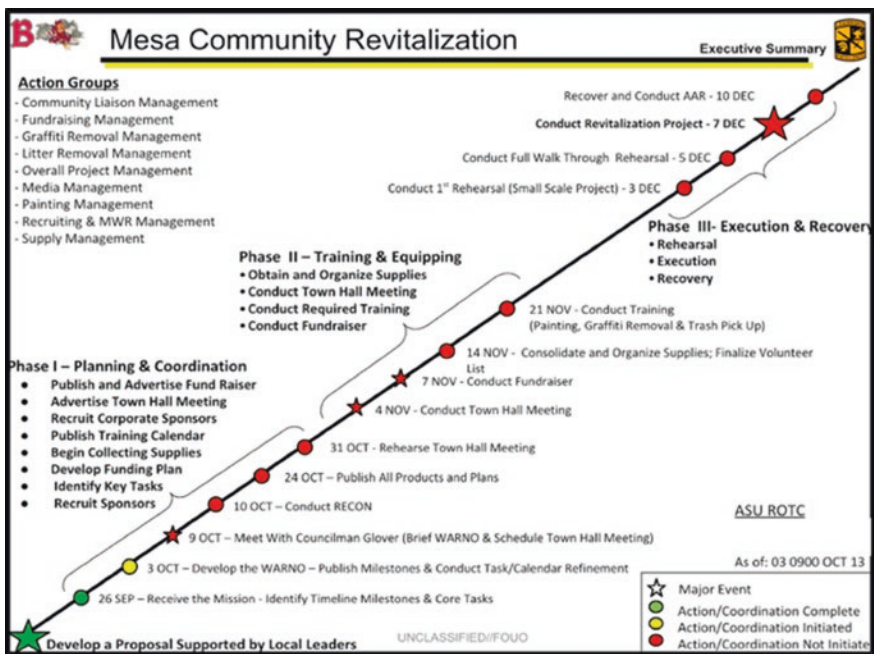 B
Mesa Community Revitalization
Executive Summary
Action Groups
- Community Liaison Management
- Fundraising Management
- Graffiti Removal Management
- Litter Removal Management
- Overall Project Management
- Media Management
- Painting Management
- Recruiting & MWR Management
- Supply Management
Recover and Conduct AAR - 10 DEC
Conduct Revitalization Project - 7 DEC
Conduct Full Walk Through Rehearsal - 5 DEC
Conduct 1st Rehearsal (Small Scale Project) - 3 DEC
Phase III- Execution & Recovery
• Rehearsal
• Execution
• Recovery
Phase II – Training & Equipping
• Obtain and Organize Supplies
• Conduct Town Hall Meeting
• Conduct Required Training
• Conduct Fundraiser
21 NOV - Conduct Training
(Painting, Graffiti Removal & Trash Pick Up)
14 NOV - Consolidate and Organize Supplies; Finalize Volunteer
List
7 NOV - Conduct Fundraiser
4 NOV - Conduct Town Hall Meeting
Phase I – Planning & Coordination
• Publish and Advertise Fund Raiser
• Advertise Town Hall Meeting
• Recruit Corporate Sponsors
• Publish Training Calendar
• Begin Collecting Supplies
• Develop Funding Plan
• Identify Key Tasks
• Recruit Sponsors
31 OCT - Rehearse Town Hall Meeting
24 OCT – Publish All Products and Plans
10 OCT – Conduct RECON
9 OCT – Meet With Councilman Glover (Brief WARNO & Schedule Town Hall Meeting)
3 OCT – Develop the WARNO – Publish Milestones & Conduct Task/Calendar Refinement
26 SEP – Receive the Mission - Identify Timeline Milestones & Core Tasks
Develop a Proposal Supported by Local Leaders
UNCLASSIFIED//FOUO
ASU ROTC
As of: 03 0900 OCT 13
Major Event
Action/Coordination Complete
Action/Coordination Initiated
Action/Coordination Not Initiate